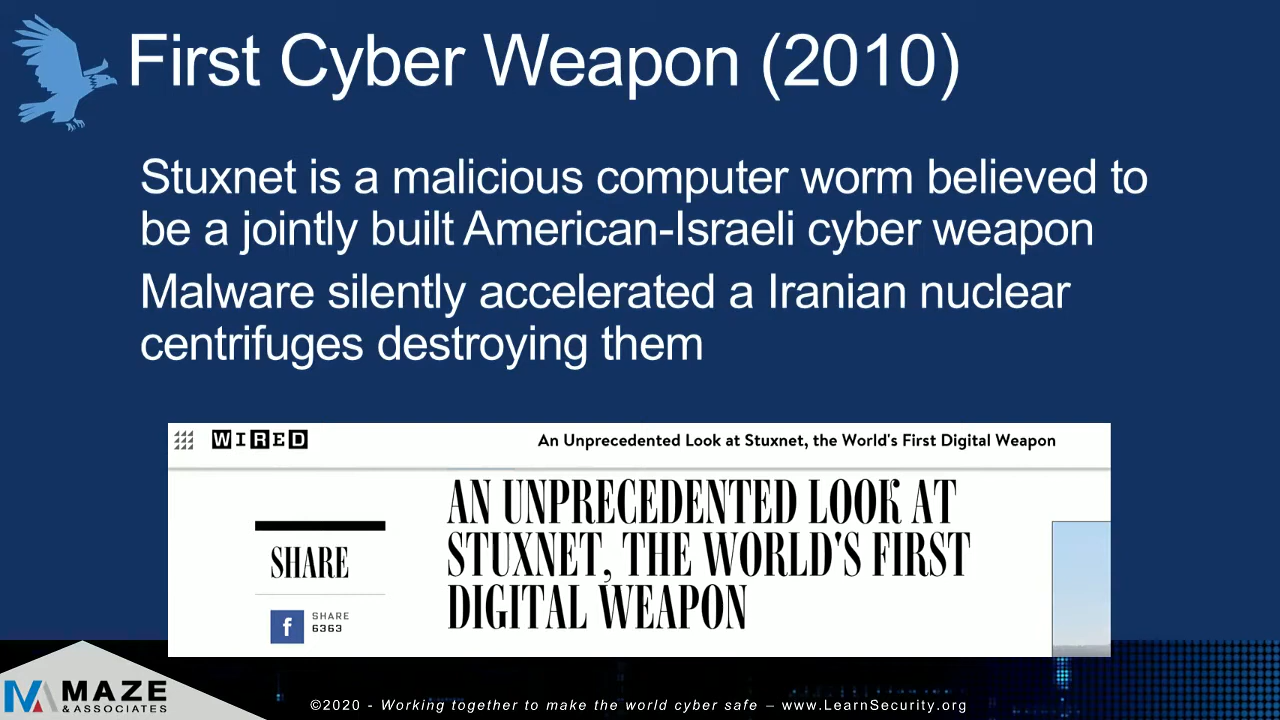 First Cyber Weapon (2010)
Stuxnet is a malicious computer worm believed to
be a jointly built American-Israeli cyber weapon
Malware silently accelerated a Iranian nuclear
centrifuges destroying them
WIRED
An Unprecedented Look at Stuxnet, the World's First Digital Weapon
AN UNPRECEDENTED LOOK AT
STUXNET, THE WORLD'S FIRST
DIGITAL WEAPON
SHARE
f
SHARE
6363
MA MAZE
& ASSOCIATES
©2020 - Working together to make the world cyber safe – www.LearnSecurity.org